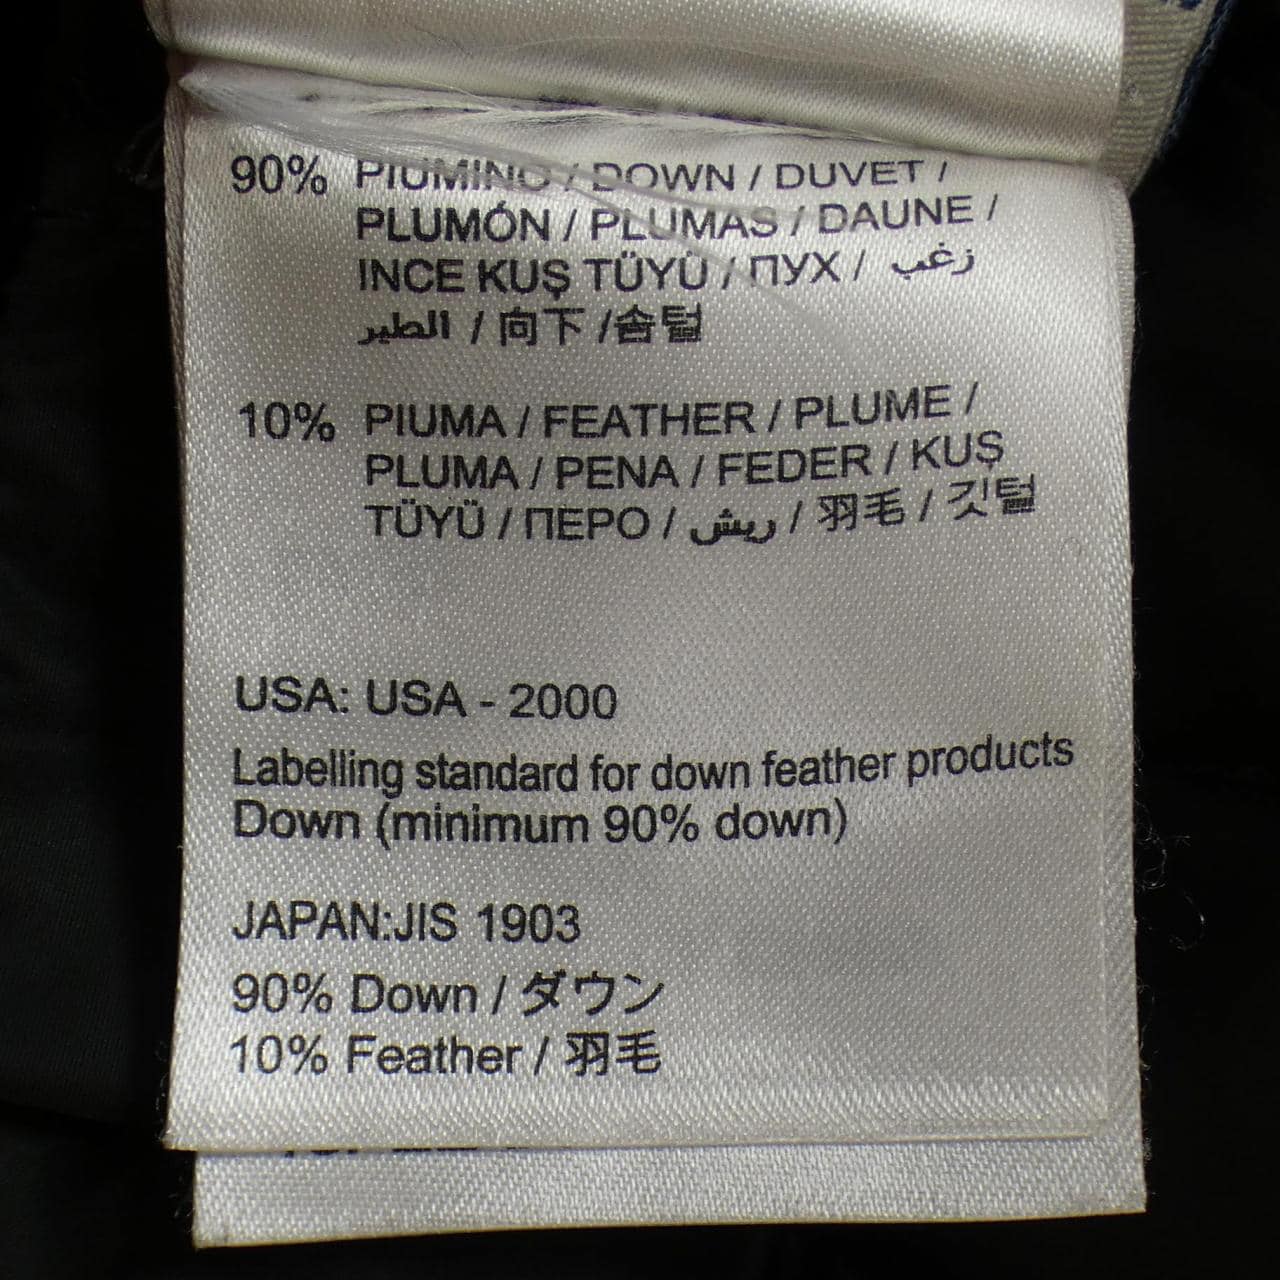 90% PIUMINO / DOWN / DUVET /
PLUMÓN / PLUMAS / DAUNE /
INCE KUŞ TÜYÜ / ПУХ / زغب
الطير / 向下 /솜털
10% PIUMA / FEATHER / PLUME /
PLUMA / PENA / FEDER / KUŞ
TÜYÜ / ПЕРО / ريش / 羽毛 / 깃털
USA: USA - 2000
Labelling standard for down feather products
Down (minimum 90% down)
JAPAN:JIS 1903
90% Down / ダウン
10% Feather / 羽毛